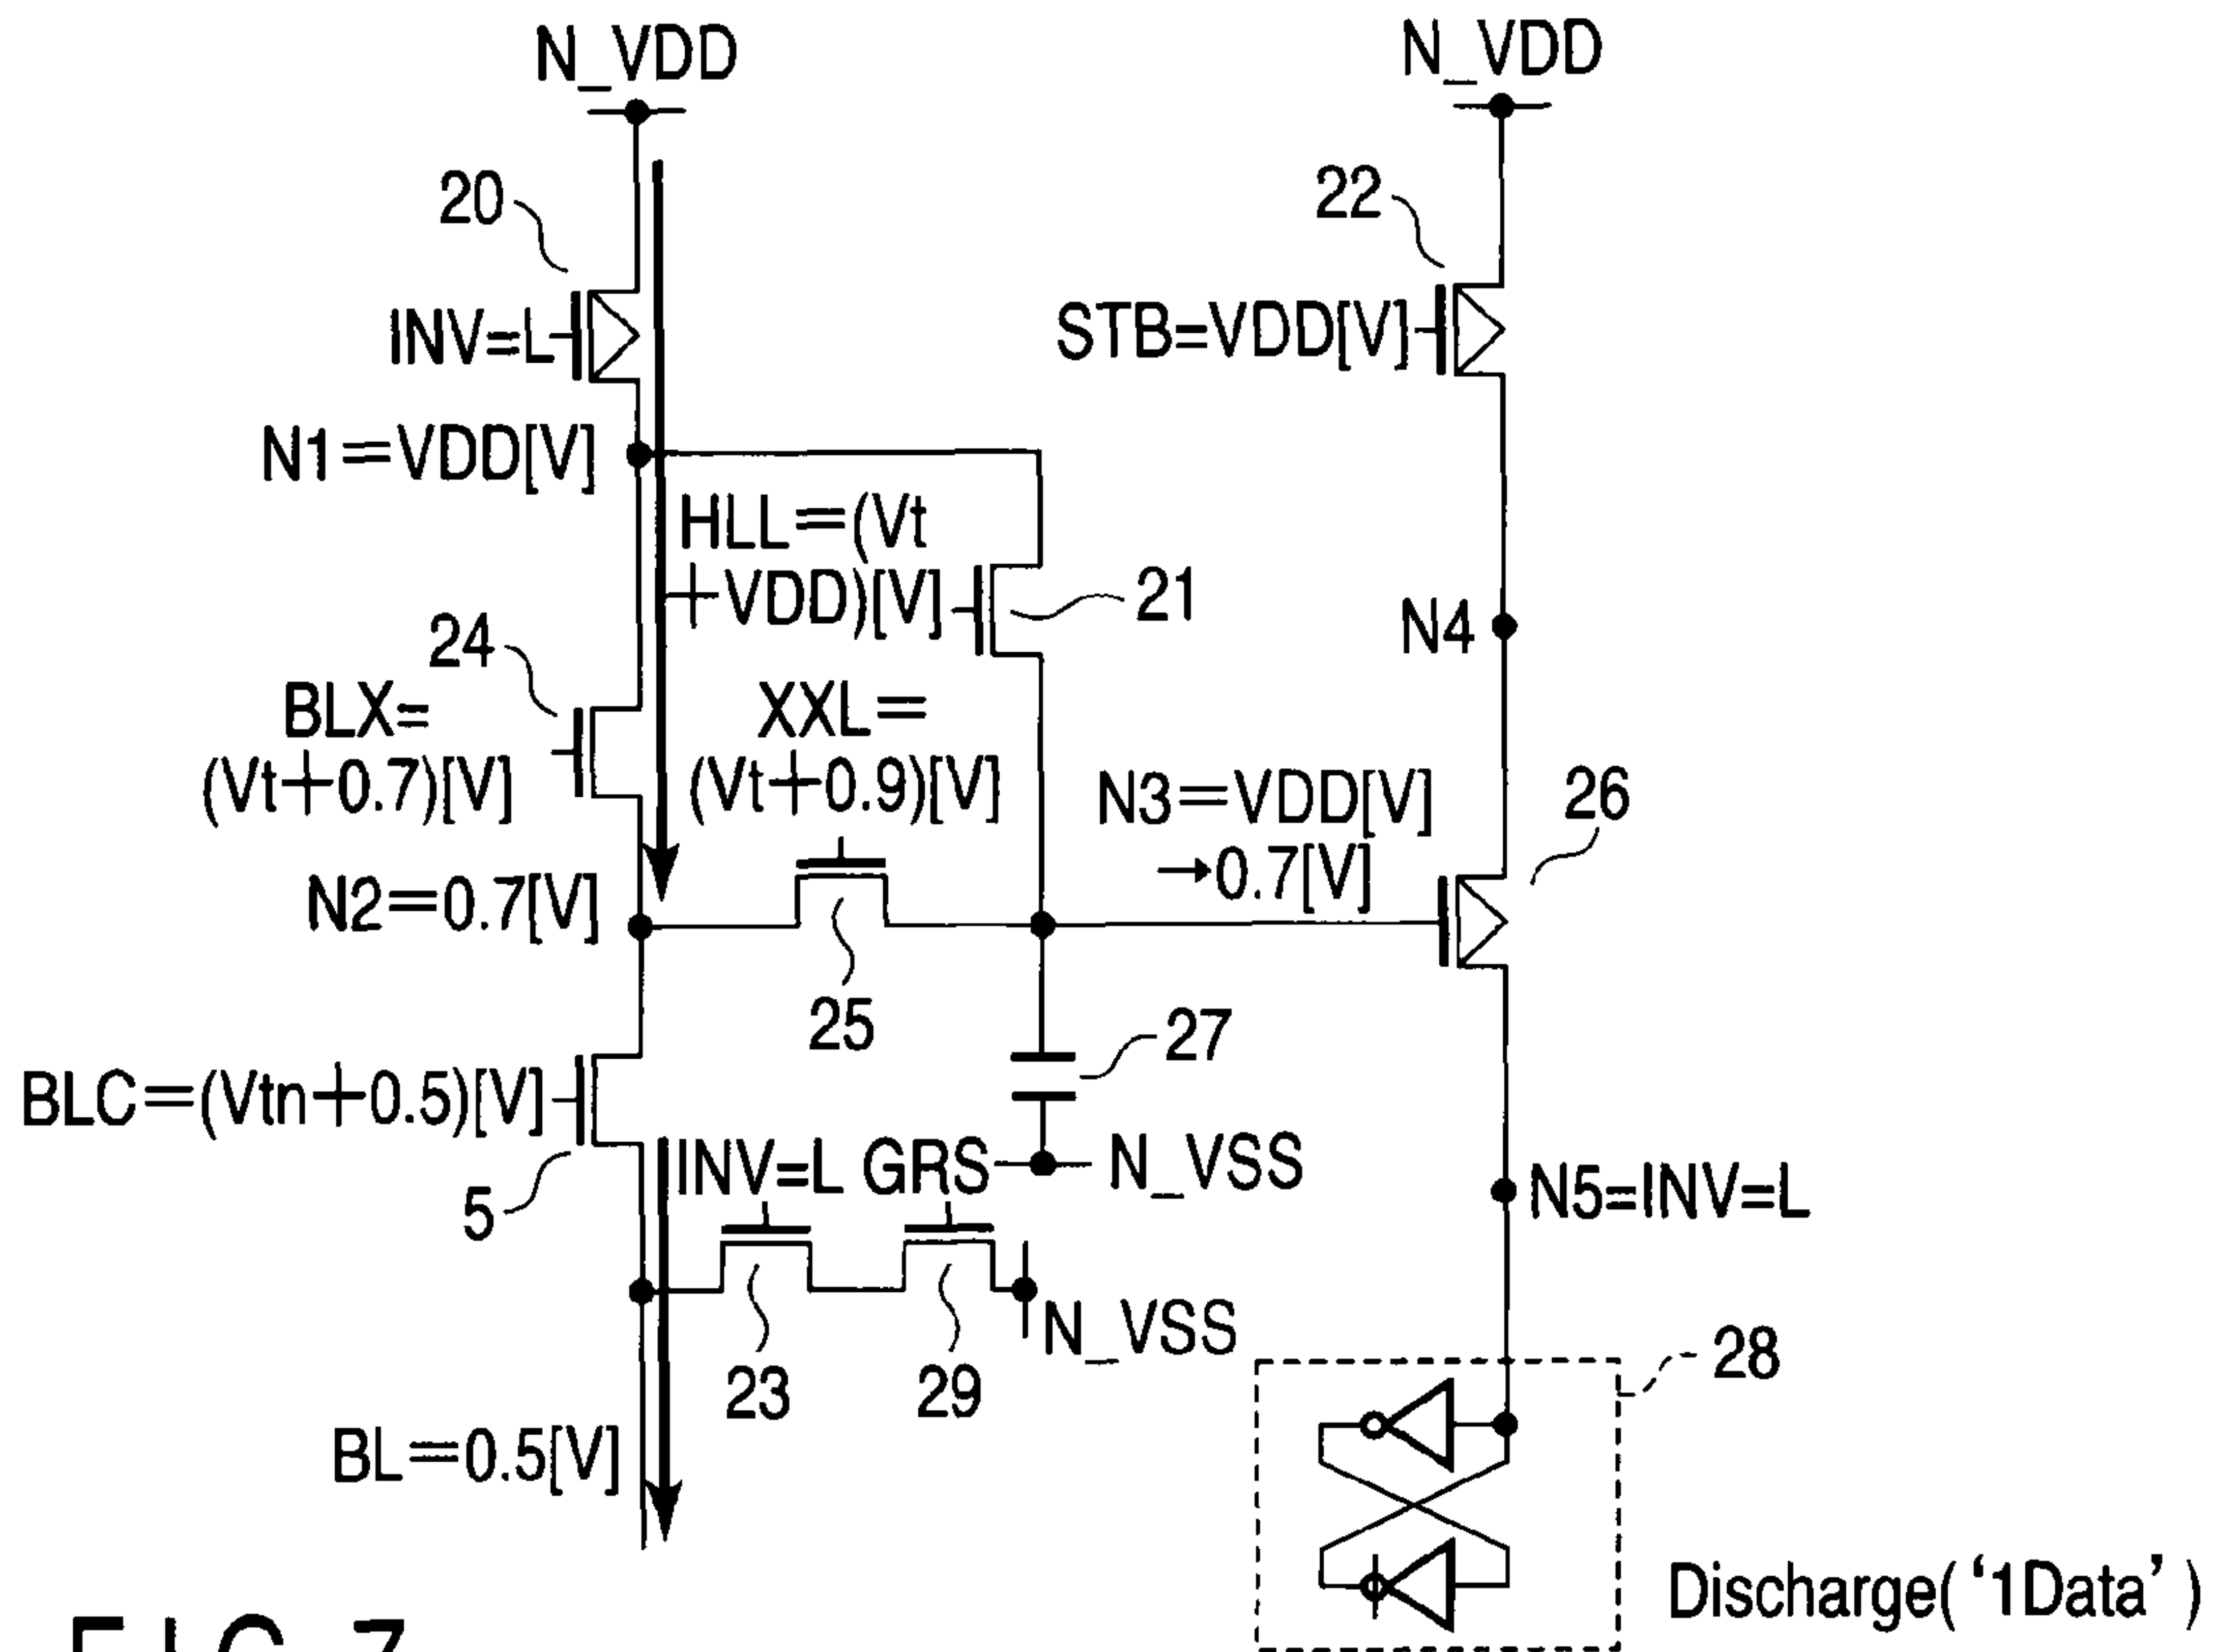 N_VDD
N_VDD
20
22
INV=L
STB=VDD[V]
N1=VDD[V]
HLL=(Vt
+VDD)[V]
21
N4
24
BLX=
(Vt+0.7)[V]
XXL=
(Vt+0.9)[V]
N3=VDD[V]
→0.7[V]
26
N2=0.7[V]
25
27
BLC=(Vtn+0.5)[V]
INV=L
GRS
N_VSS
5
N5=INV=L
N_VSS
23
29
28
BL=0.5[V]
Discharge(‘1Data’)